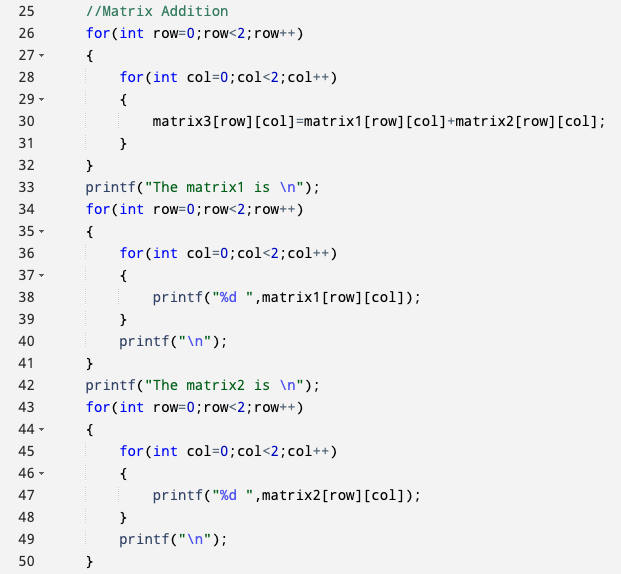 25 //Matrix Addition
26 for(int row=0;row<2;row++)
27 {
28 for(int col=0;col<2;col++)
29 {
30 matrix3[row][col]=matrix1[row][col]+matrix2[row][col];
31 }
32 }
33 printf("The matrix1 is \n");
34 for(int row=0;row<2;row++)
35 {
36 for(int col=0;col<2;col++)
37 {
38 printf("%d ",matrix1[row][col]);
39 }
40 printf("\n");
41 }
42 printf("The matrix2 is \n");
43 for(int row=0;row<2;row++)
44 {
45 for(int col=0;col<2;col++)
46 {
47 printf("%d ",matrix2[row][col]);
48 }
49 printf("\n");
50 }